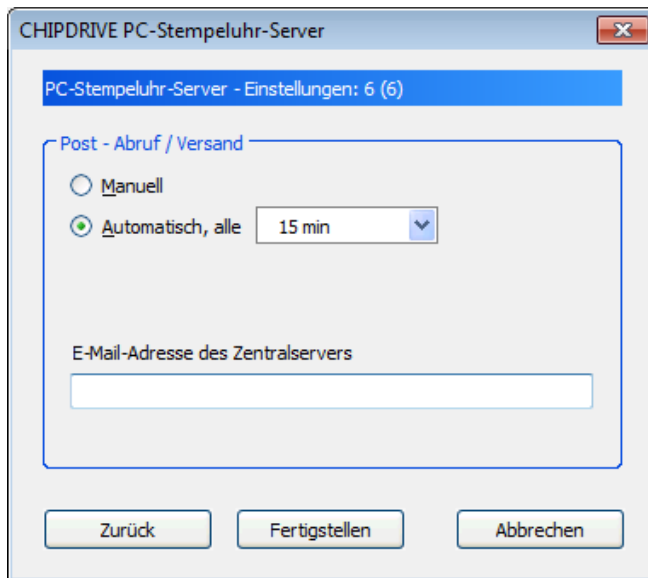 CHIPDRIVE PC-Stempeluhr-Server
PC-Stempeluhr-Server - Einstellungen: 6 (6)
Post - Abruf / Versand
Manuell
Automatisch, alle 15 min
E-Mail-Adresse des Zentralservers
Zurück Fertigstellen Abbrechen